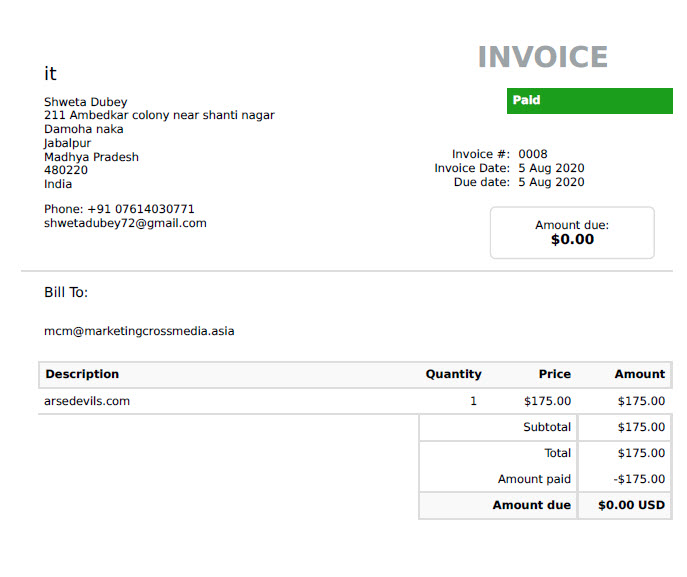 INVOICE
it
Paid
Shweta Dubey
211 Ambedkar colony near shanti nagar
Damoha naka
Jabalpur
Madhya Pradesh
480220
India
Invoice #: 0008
Invoice Date: 5 Aug 2020
Due date: 5 Aug 2020
Phone: +91 07614030771
shwetadubey72@gmail.com
Amount due:
$0.00
Bill To:
mcm@marketingcrossmedia.asia
Description Quantity Price Amount
arsedevils.com 1 $175.00 $175.00
Subtotal $175.00
Total $175.00
Amount paid -$175.00
Amount due $0.00 USD